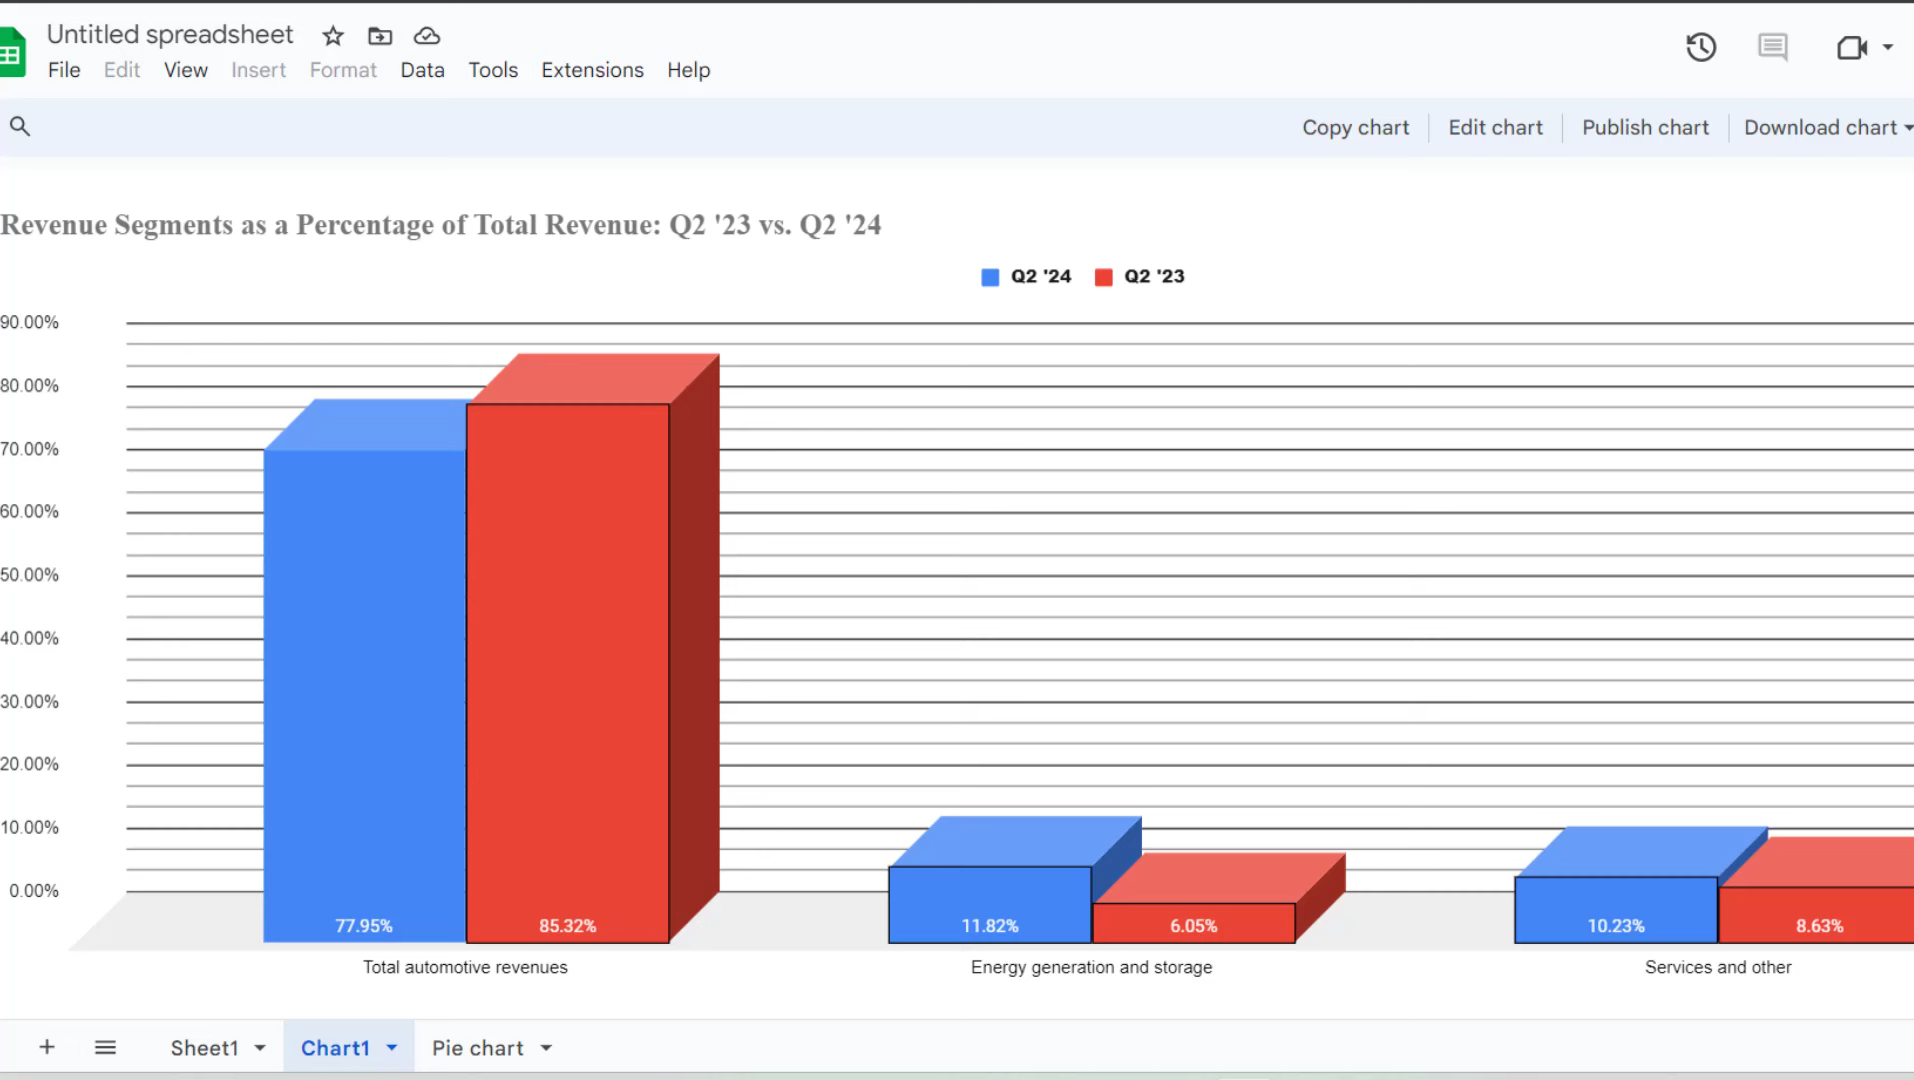 Untitled spreadsheet
File Edit View Insert Format Data Tools Extensions Help
Copy chart Edit chart Publish chart Download chart
Revenue Segments as a Percentage of Total Revenue: Q2 '23 vs. Q2 '24
Q2 '24 Q2 '23
90.00%
80.00%
70.00%
60.00%
50.00%
40.00%
30.00%
20.00%
10.00%
0.00%
77.95% 85.32% 11.82% 6.05% 10.23% 8.63%
Total automotive revenues Energy generation and storage Services and other
Sheet1 Chart1 Pie chart